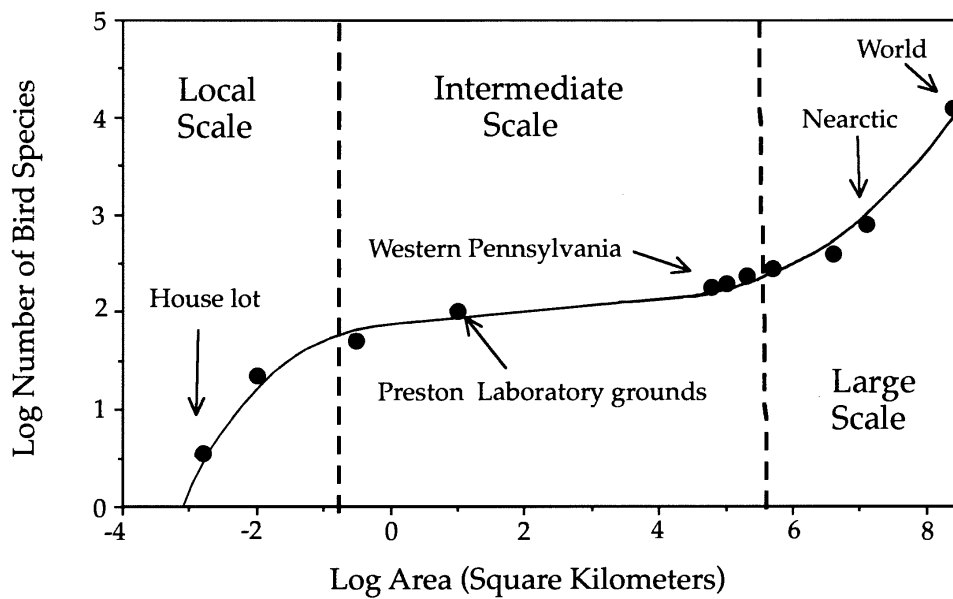 5
Local
Scale
Intermediate
Scale
World
4
Nearctic
3
Western Pennsylvania
House lot
2
Preston Laboratory grounds
Large
Scale
1
0
-4
-2
0
2
4
6
8
Log Number of Bird Species
Log Area (Square Kilometers)